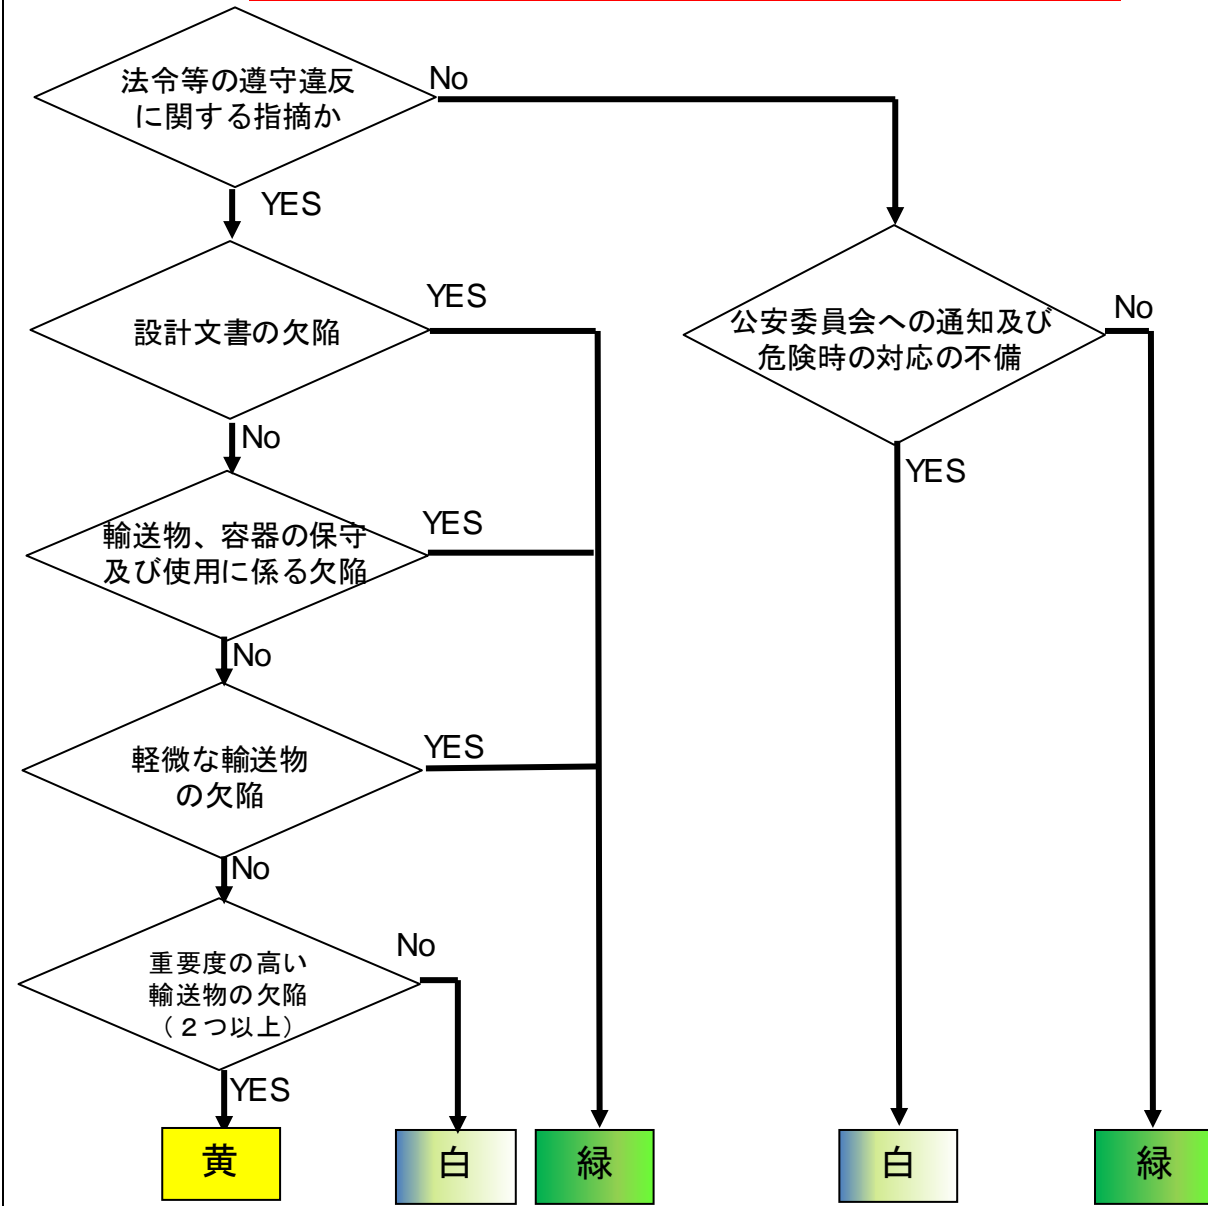 法令等の遵守違反
に関する指摘か
No
YES
設計文書の欠陥
YES
公安委員会への通知及び
危険時の対応の不備
No
No
YES
輸送物、容器の保守
及び使用に係る欠陥
YES
No
軽微な輸送物
の欠陥
YES
No
重要度の高い
輸送物の欠陥
(2つ以上)
No
YES
黄
白
緑
白
緑